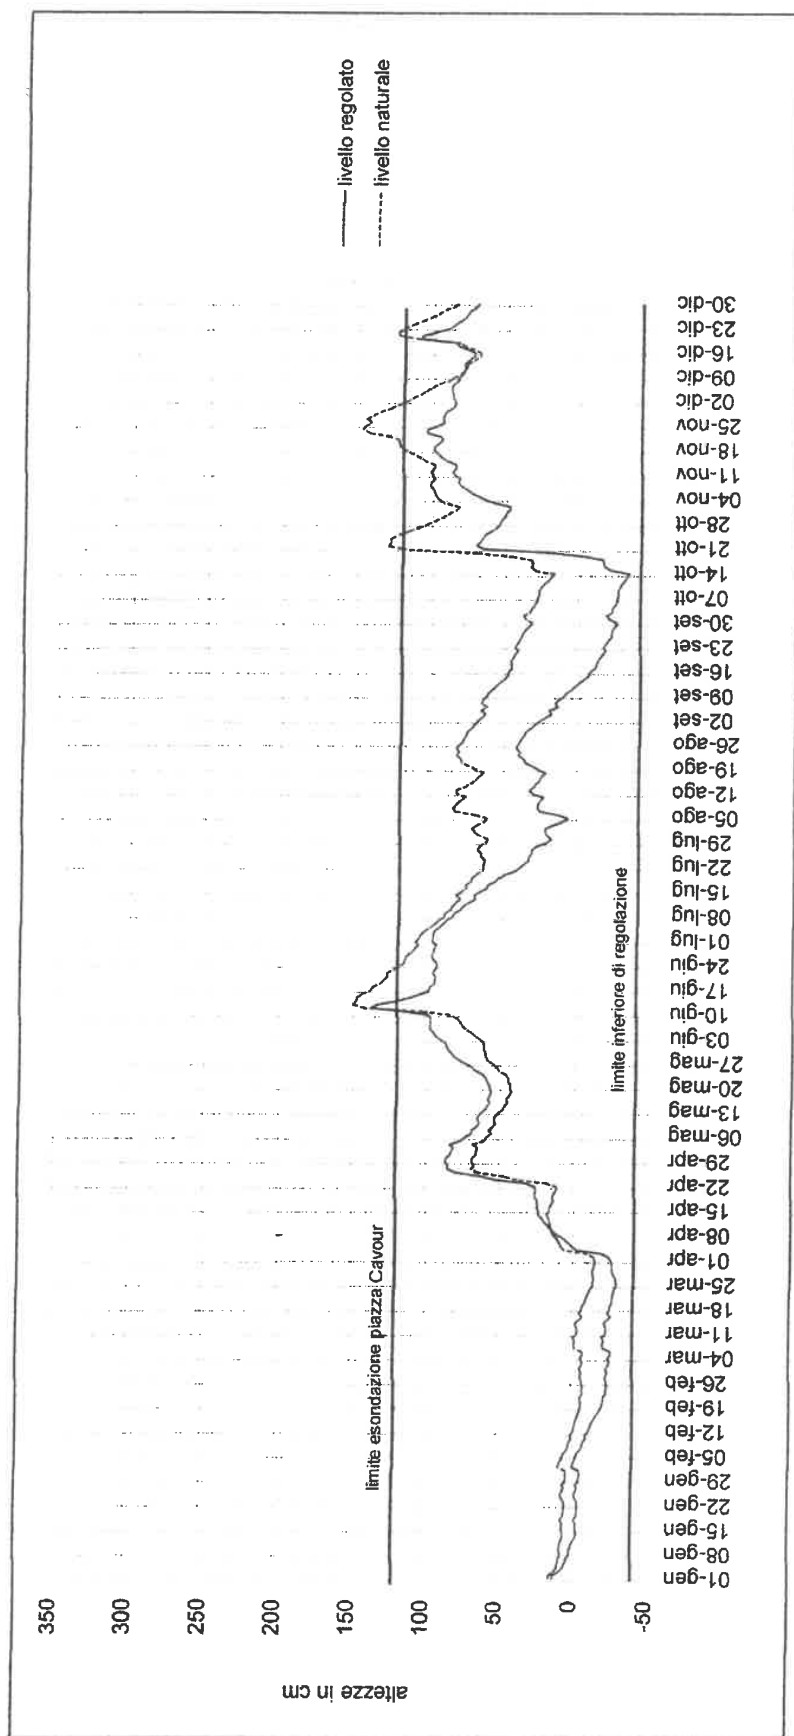 altezze in cm
350
300
250
200
150
100
50
0
-50
limite esondazione piazza Cavour
limite inferiore di regolazione
livello regolato
livello naturale
01-gen
08-gen
15-gen
22-gen
29-gen
05-feb
12-feb
19-feb
26-feb
04-mar
11-mar
18-mar
25-mar
01-apr
08-apr
15-apr
22-apr
29-apr
06-mag
13-mag
20-mag
27-mag
03-giu
10-giu
17-giu
24-giu
01-lug
08-lug
15-lug
22-lug
29-lug
05-ago
12-ago
19-ago
26-ago
02-set
09-set
16-set
23-set
30-set
07-ott
14-ott
21-ott
28-ott
04-nov
11-nov
18-nov
25-nov
02-dic
09-dic
16-dic
23-dic
30-dic